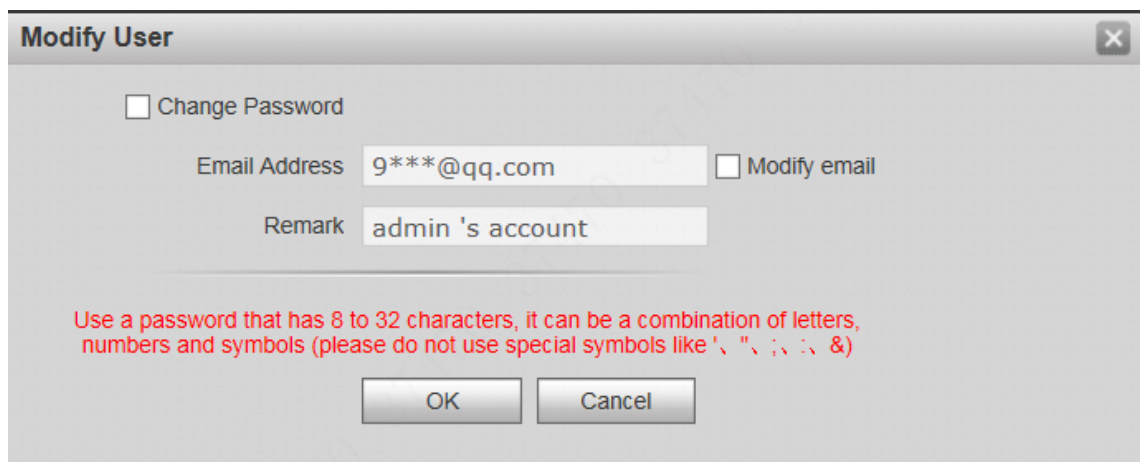 Modify User
Change Password
Email Address 9***@qq.com Modify email
Remark admin 's account
Use a password that has 8 to 32 characters, it can be a combination of letters,
numbers and symbols (please do not use special symbols like '、"、;、:、&)
OK Cancel